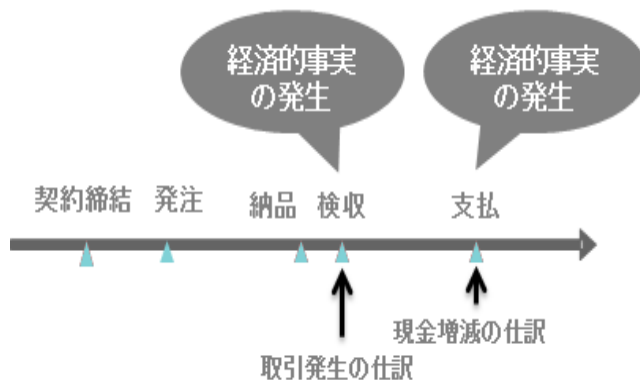 経済的事実
の発生
経済的事実
の発生
契約締結
発注
納品
検収
支払
現金増減の仕訳
取引発生の仕訳